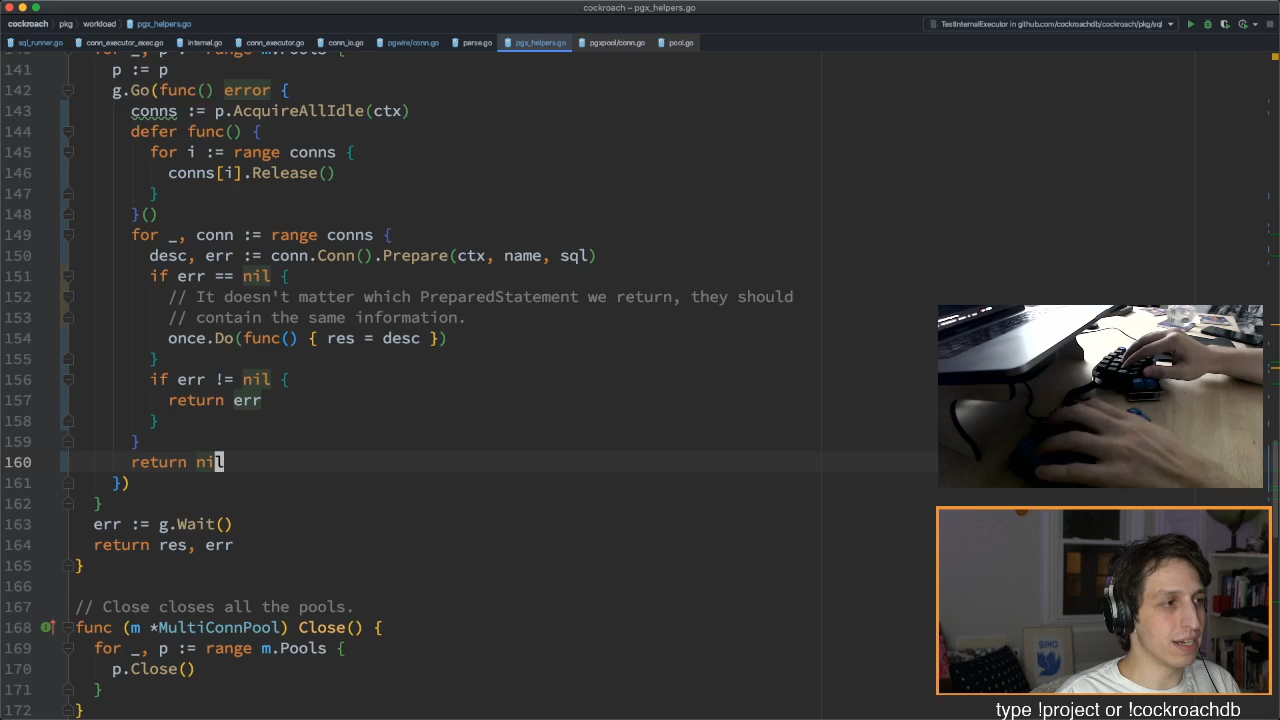 cockroach – pgx_helpers.go
cockroach pkg workload pgx_helpers.go TestInternalExecutor in github.com/cockroachdb/cockroach/pkg/sql
sql_runner.go conn_executor_exec.go internal.go conn_executor.go conn_io.go pgwire/conn.go parse.go pgx_helpers.go pgxpool/conn.go pool.go
141 p := p
142 g.Go(func() error {
143 conns := p.AcquireAllIdle(ctx)
144 defer func() {
145 for i := range conns {
146 conns[i].Release()
147 }
148 }()
149 for _, conn := range conns {
150 desc, err := conn.Conn().Prepare(ctx, name, sql)
151 if err == nil {
152 // It doesn't matter which PreparedStatement we return, they should
153 // contain the same information.
154 once.Do(func() { res = desc })
155 }
156 if err != nil {
157 return err
158 }
159 }
160 return nil
161 })
162 }
163 err := g.Wait()
164 return res, err
165 }
166
167 // Close closes all the pools.
168 func (m *MultiConnPool) Close() {
169 for _, p := range m.Pools {
170 p.Close()
171 }
172 }
SING
type !project or !cockroachdb